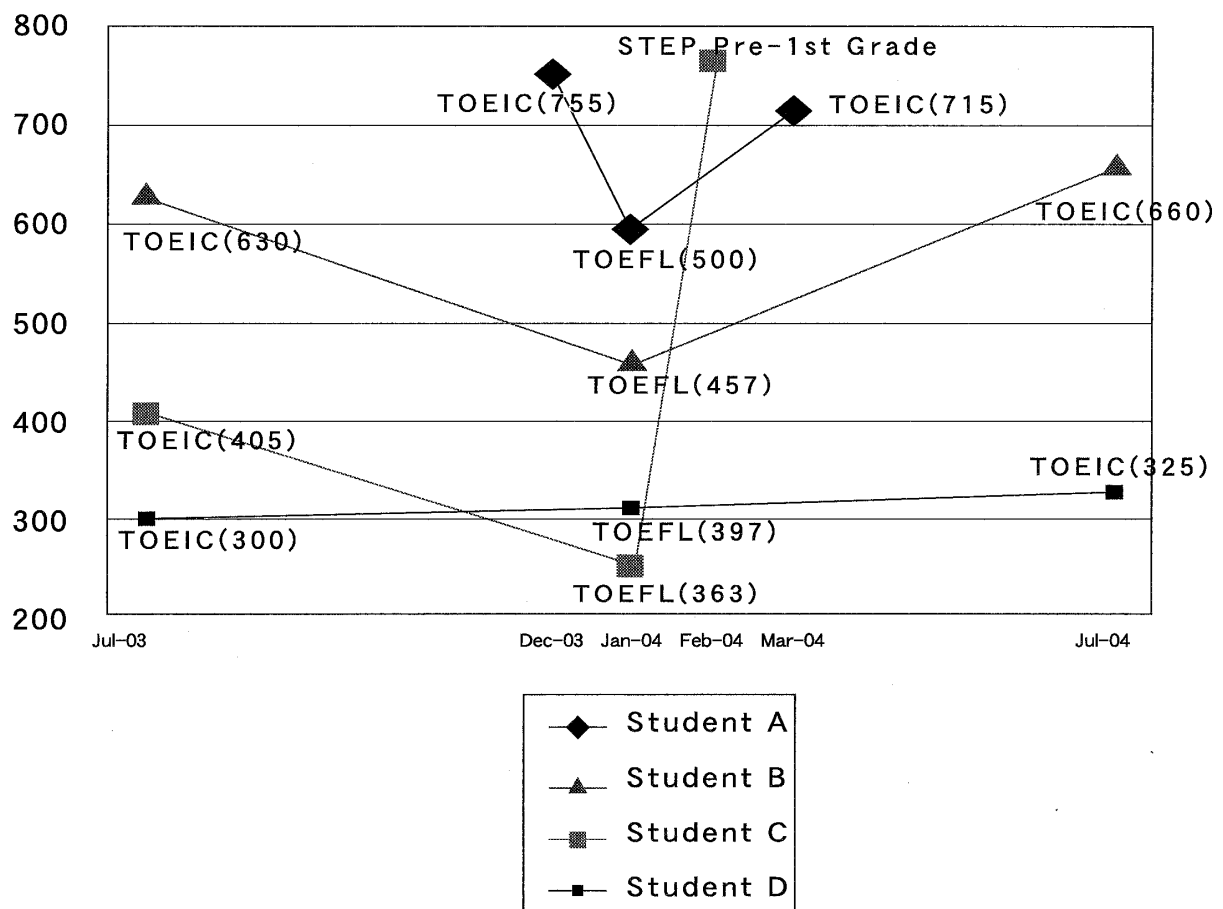 800
STEP Pre-1st Grade
TOEIC(755)
TOEIC(715)
700
TOEIC(660)
600
TOEIC(630)
TOEFL(500)
500
TOEFL(457)
400
TOEIC(405)
TOEIC(325)
300
TOEIC(300)
TOEFL(397)
TOEFL(363)
200
Jul-03 Dec-03 Jan-04 Feb-04 Mar-04 Jul-04
Student A
Student B
Student C
Student D